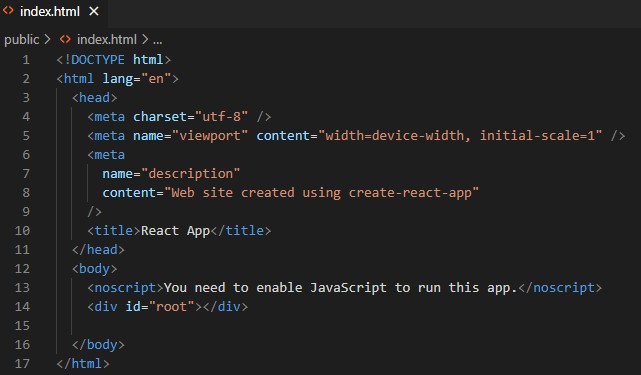 index.html
public > index.html > ...
1 <!DOCTYPE html>
2 <html lang="en">
3 <head>
4 <meta charset="utf-8" />
5 <meta name="viewport" content="width=device-width, initial-scale=1" />
6 <meta
7 name="description"
8 content="Web site created using create-react-app"
9 />
10 <title>React App</title>
11 </head>
12 <body>
13 <noscript>You need to enable JavaScript to run this app.</noscript>
14 <div id="root"></div>
15
16 </body>
17 </html>